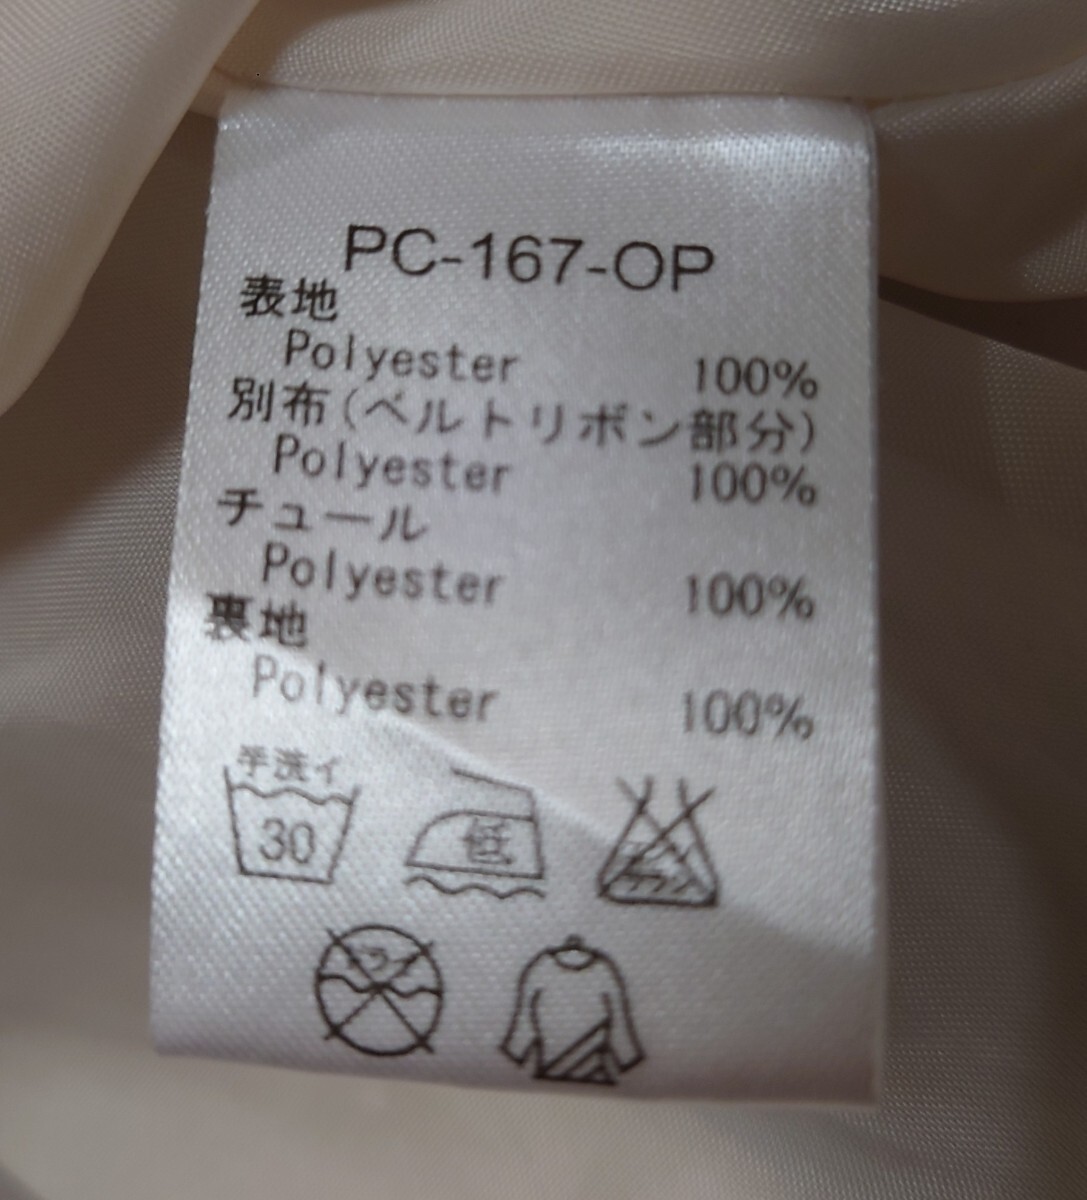 PC-167-OP
表地
Polyester 100%
別布(ベルトリボン部分)
Polyester 100%
チュール
Polyester 100%
裏地
Polyester 100%
手洗イ
30
低